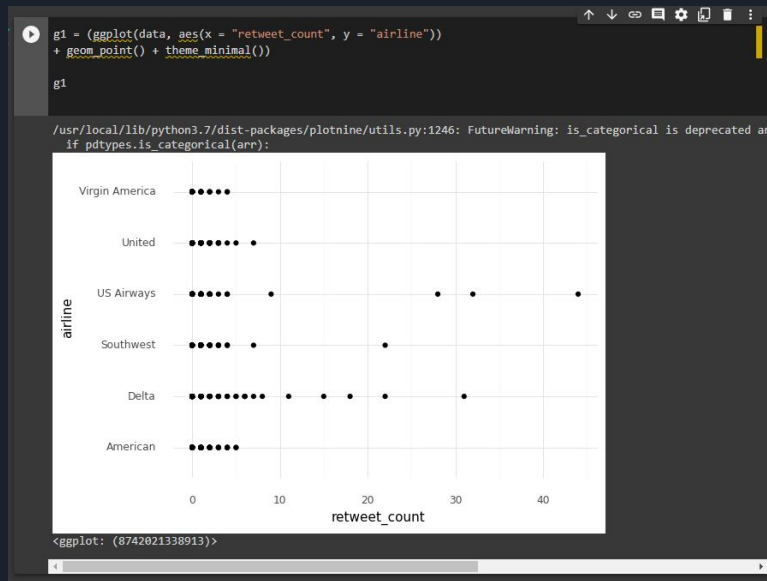 g1 = (ggplot(data, aes(x = "retweet_count", y = "airline"))
+ geom_point() + theme_minimal())
g1
/usr/local/lib/python3.7/dist-packages/plotnine/utils.py:1246: FutureWarning: is_categorical is deprecated
if pdtypes.is_categorical(arr):
Virgin America
United
US Airways
Southwest
Delta
American
airline
0 10 20 30 40
retweet_count
<ggplot: (8742021338913)>